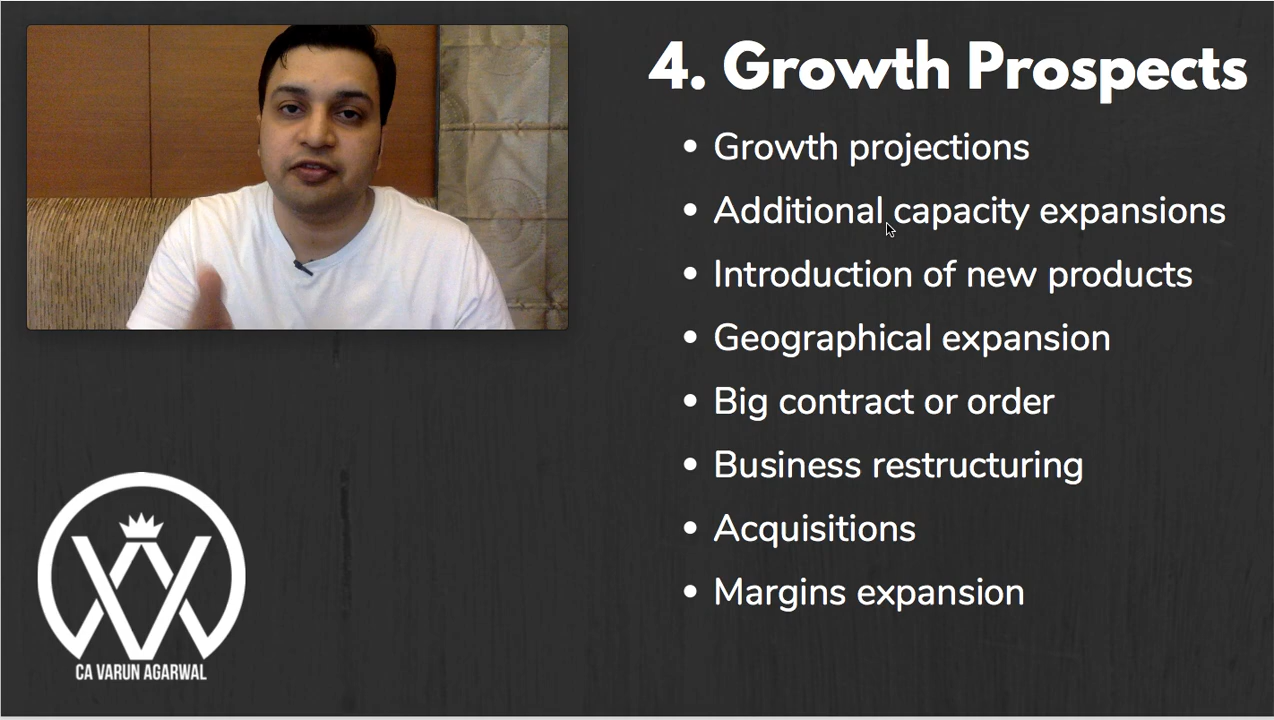 4. Growth Prospects
• Growth projections
• Additional capacity expansions
• Introduction of new products
• Geographical expansion
• Big contract or order
• Business restructuring
• Acquisitions
• Margins expansion
CA VARUN AGARWAL